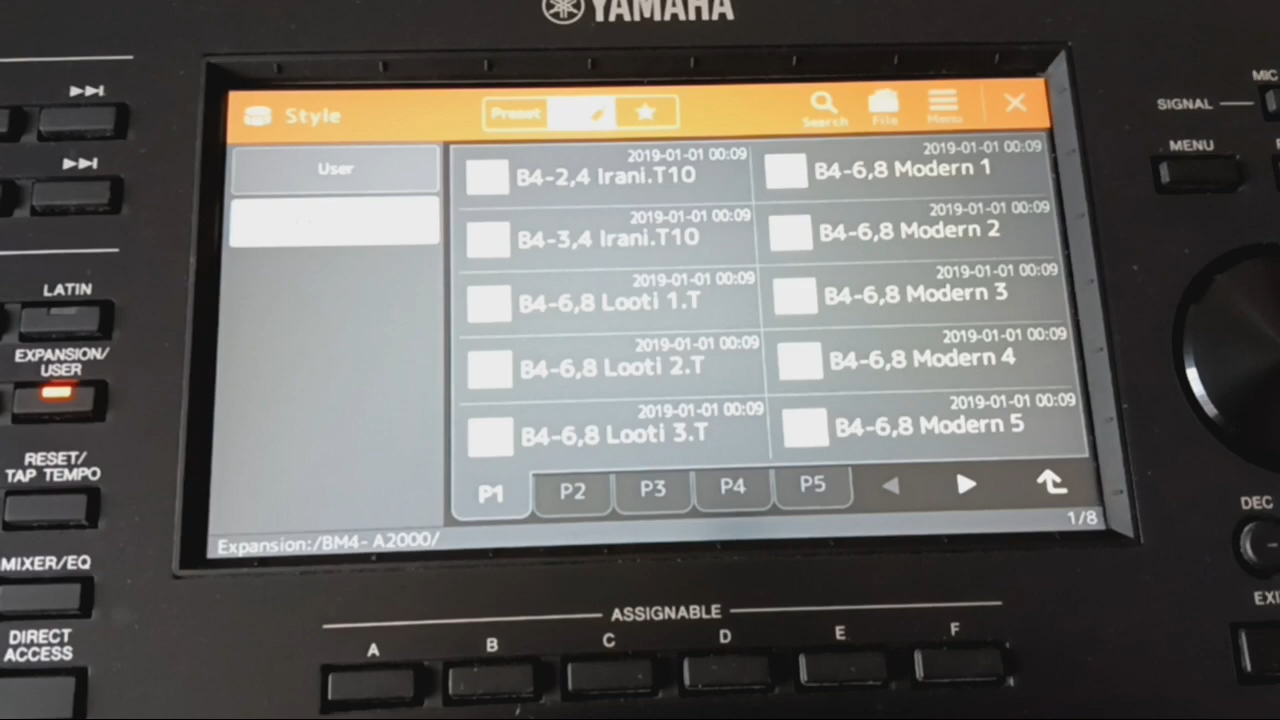 YAMAHA
Style
Preset
Search
File
Menu
User
2019-01-01 00:09
B4-2,4 Irani.T10
2019-01-01 00:09
B4-3,4 Irani.T10
2019-01-01 00:09
B4-6,8 Looti 1.T
2019-01-01 00:09
B4-6,8 Looti 2.T
2019-01-01 00:09
B4-6,8 Looti 3.T
2019-01-01 00:09
B4-6,8 Modern 1
2019-01-01 00:09
B4-6,8 Modern 2
2019-01-01 00:09
B4-6,8 Modern 3
2019-01-01 00:09
B4-6,8 Modern 4
2019-01-01 00:09
B4-6,8 Modern 5
P1 P2 P3 P4 P5
1/8
Expansion:/BM4- A2000/
LATIN
EXPANSION/
USER
RESET/
TAP TEMPO
MIXER/EQ
DIRECT
ACCESS
ASSIGNABLE
A B C D E F
MIC
SIGNAL
MENU
DEC